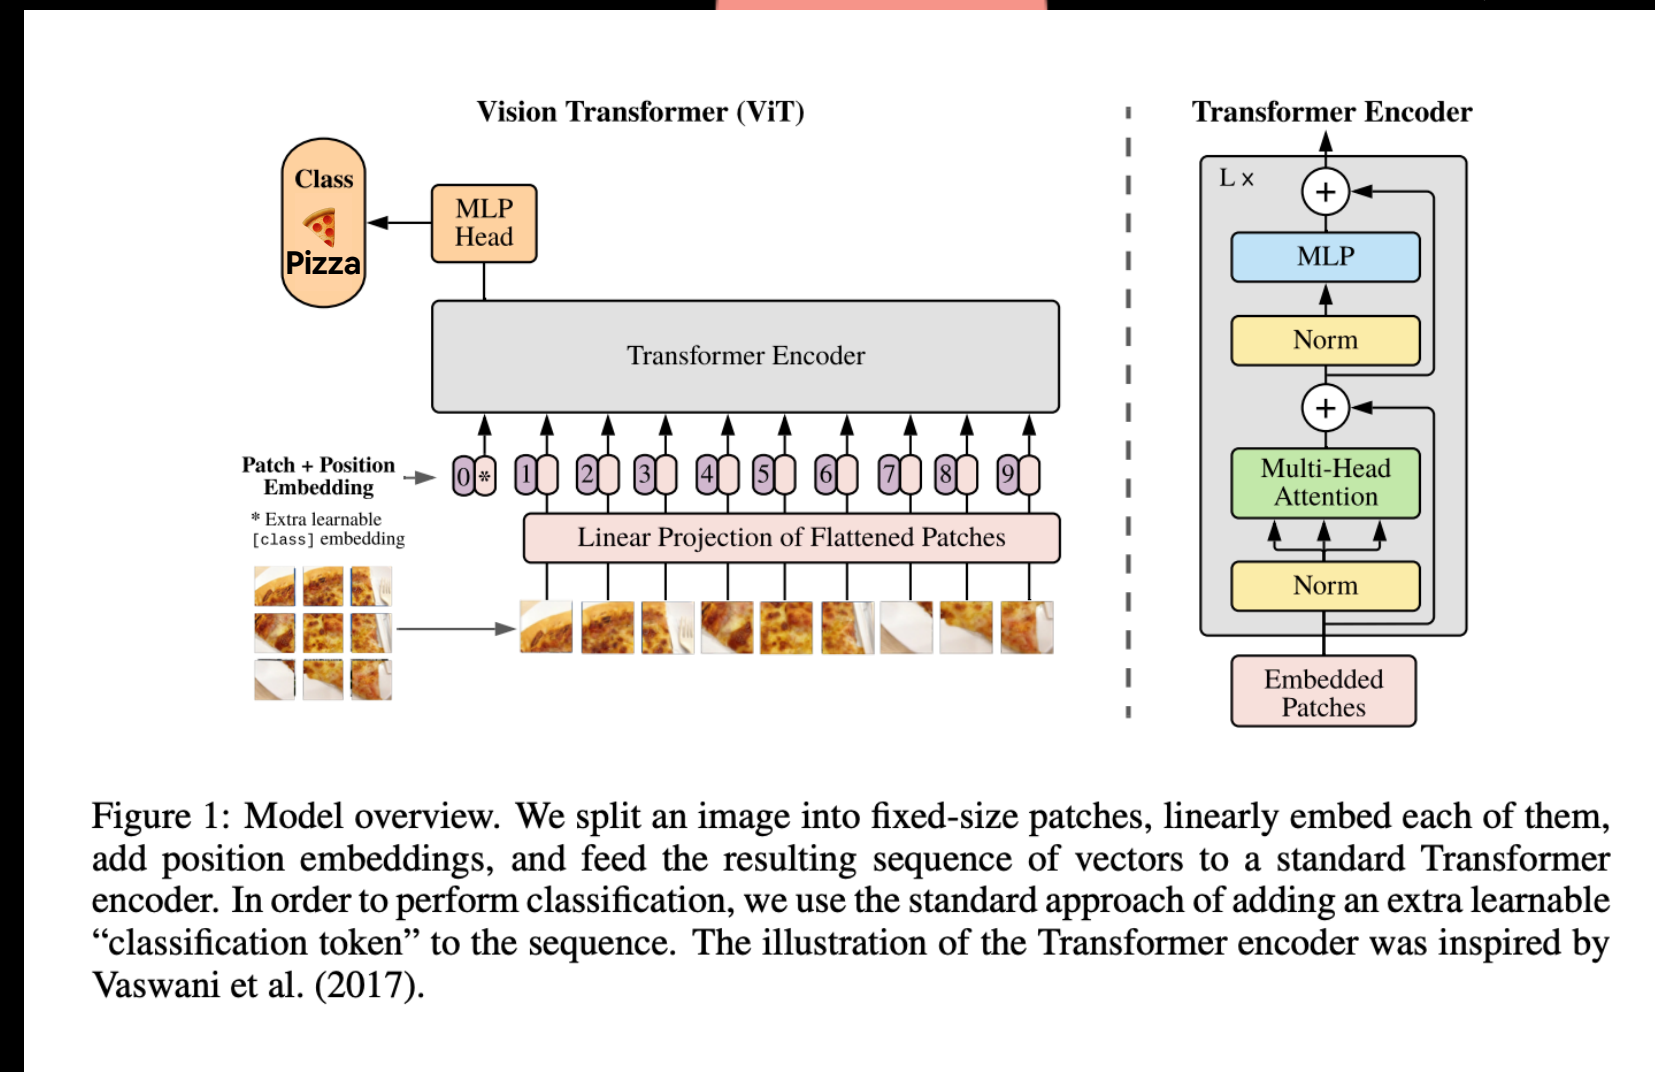 Vision Transformer (ViT)
Class
Pizza
MLP
Head
Transformer Encoder
Patch + Position
Embedding
* Extra learnable
[class] embedding
0 * 1 2 3 4 5 6 7 8 9
Linear Projection of Flattened Patches
Transformer Encoder
L x
+
MLP
Norm
+
Multi-Head
Attention
Norm
Embedded
Patches
Figure 1: Model overview. We split an image into fixed-size patches, linearly embed each of them,
add position embeddings, and feed the resulting sequence of vectors to a standard Transformer
encoder. In order to perform classification, we use the standard approach of adding an extra learnable
“classification token” to the sequence. The illustration of the Transformer encoder was inspired by
Vaswani et al. (2017).